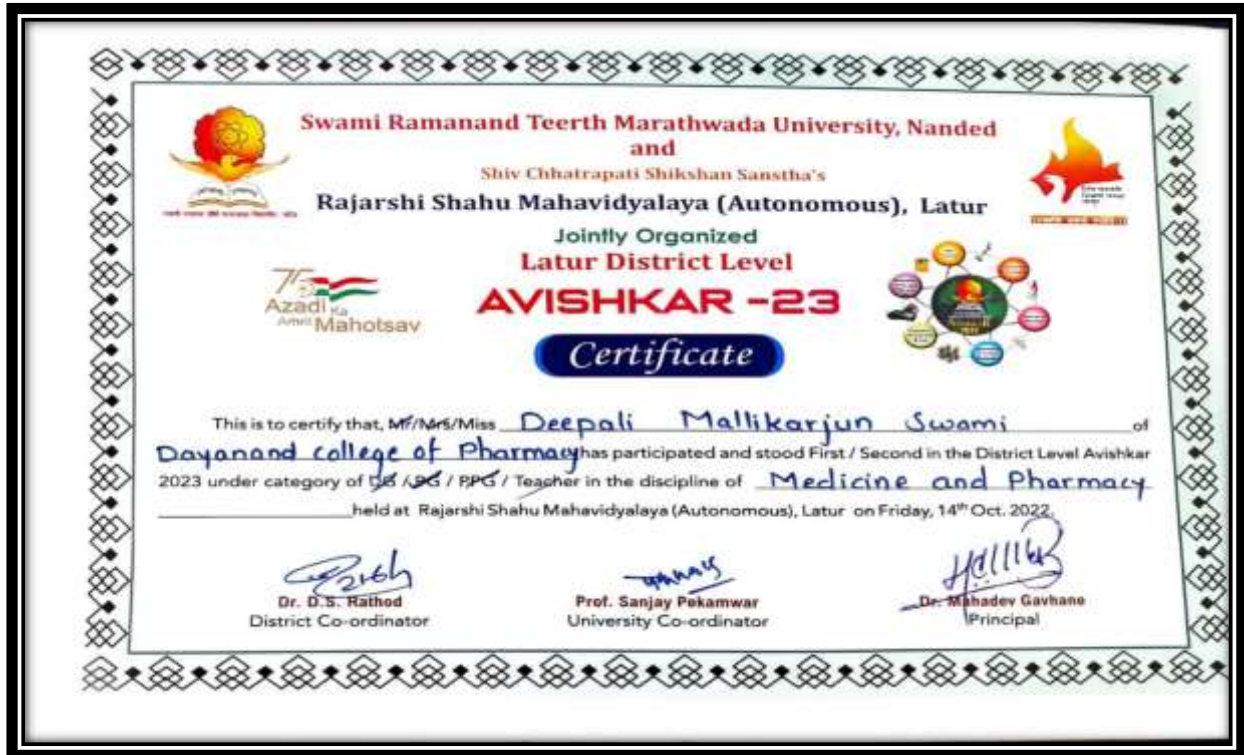 Swami Ramanand Teerth Marathwada University, Nanded
and
Shiv Chhatrapati Shikshan Sanstha's
Rajarshi Shahu Mahavidyalaya (Autonomous), Latur
Jointly Organized
Latur District Level
AVISHKAR -23
75
Azadi Ka
Amrit Mahotsav
Certificate
This is to certify that, Mr/Mrs/Miss Deepali Mallikarjun Swami of
Dayanand college of Pharmacy has participated and stood First / Second in the District Level Avishkar
2023 under category of UG / PG / PPG / Teacher in the discipline of Medicine and Pharmacy
held at Rajarshi Shahu Mahavidyalaya (Autonomous), Latur on Friday, 14th Oct. 2022.
Dr. D.S. Rathod
District Co-ordinator
Prof. Sanjay Pekamwar
University Co-ordinator
Dr. Mahadev Gavhane
Principal